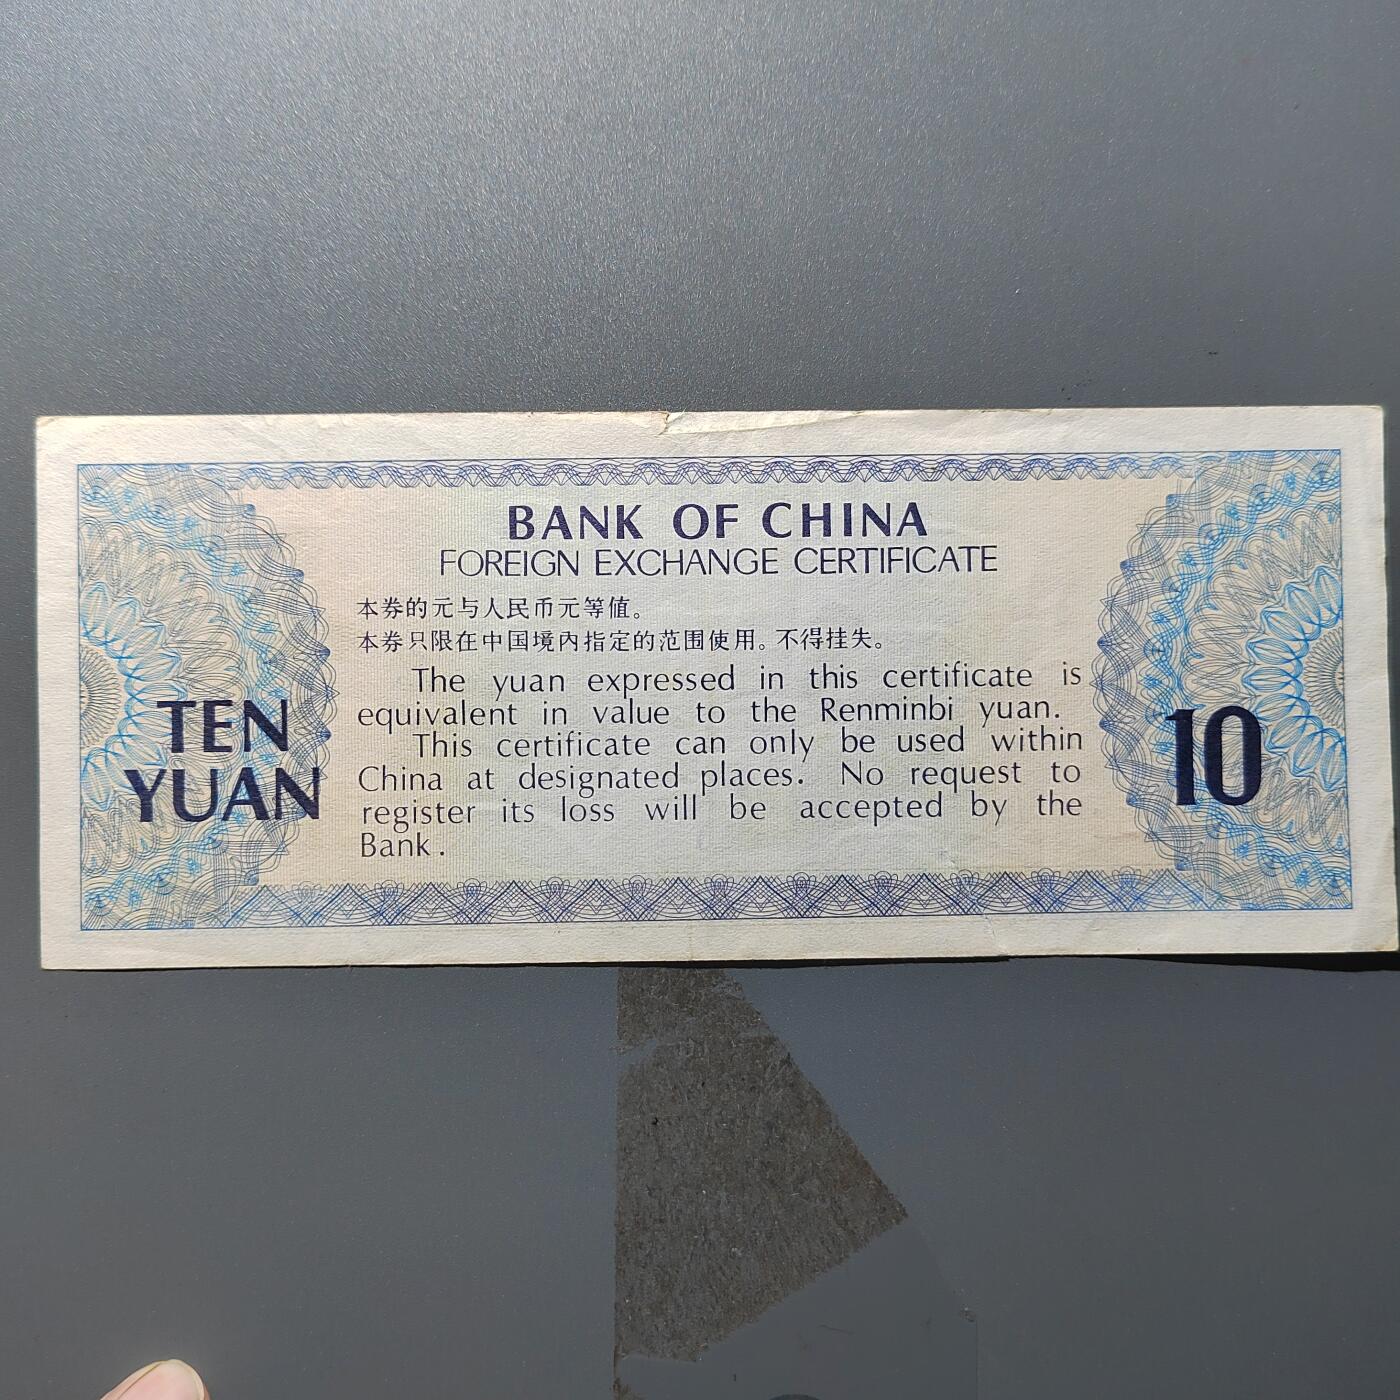 BANK OF CHINA
FOREIGN EXCHANGE CERTIFICATE
本券的元与人民币元等值。
本券只限在中国境内指定的范围使用。不得挂失。
The yuan expressed in this certificate is
equivalent in value to the Renminbi yuan.
This certificate can only be used within
China at designated places. No request to
register its loss will be accepted by the
Bank.
TEN
YUAN
10